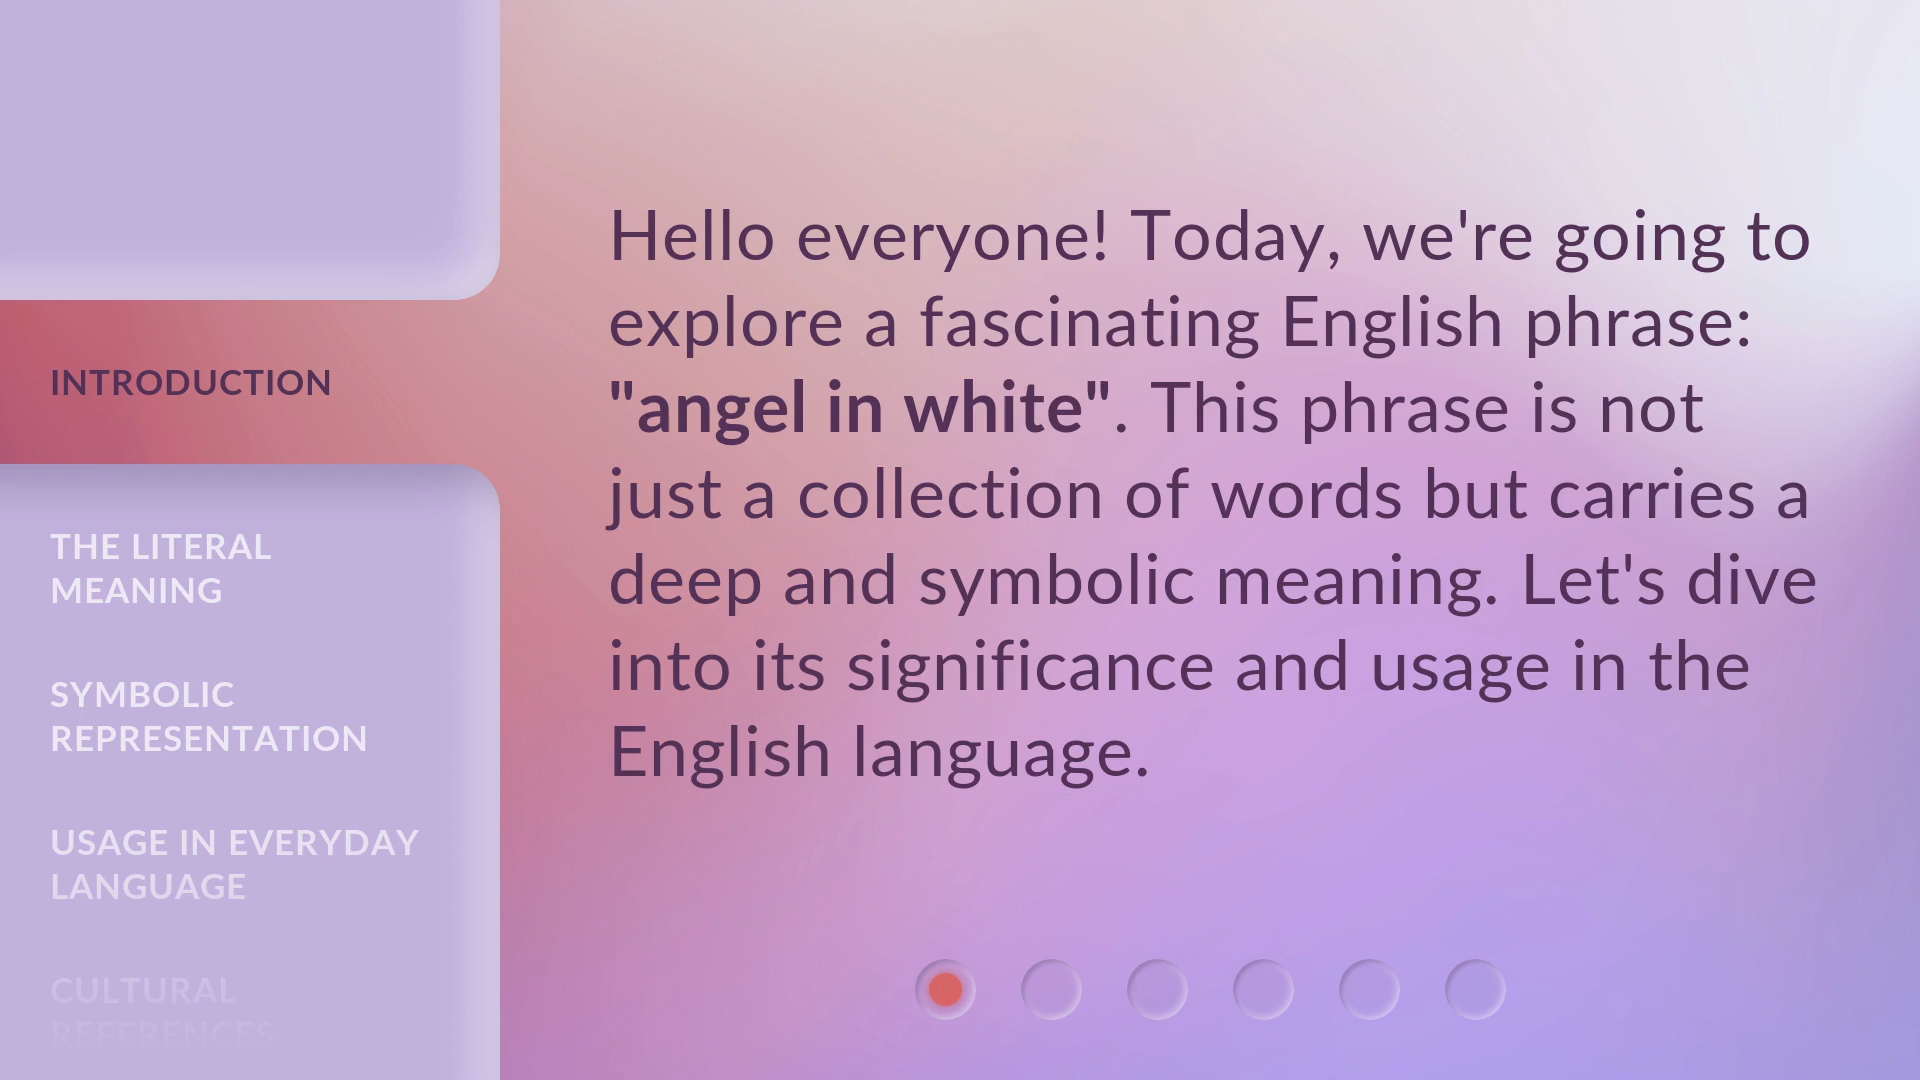 INTRODUCTION
THE LITERAL
MEANING
SYMBOLIC
REPRESENTATION
USAGE IN EVERYDAY
LANGUAGE
CULTURAL
REFERENCES
Hello everyone! Today, we're going to
explore a fascinating English phrase:
"angel in white". This phrase is not
just a collection of words but carries a
deep and symbolic meaning. Let's dive
into its significance and usage in the
English language.